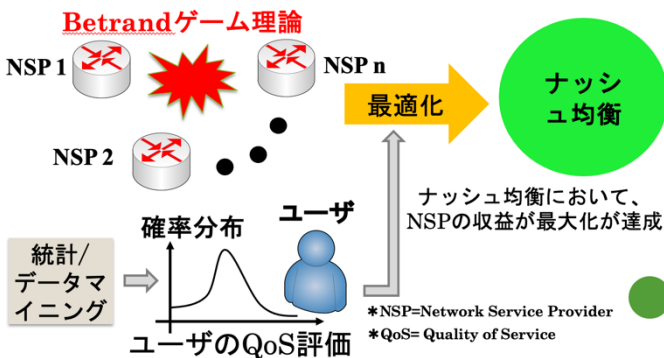 Betrandゲーム理論
NSP 1
NSP n
NSP 2
最適化
ナッシ
ュ均衡
ナッシュ均衡において、
NSPの収益が最大化が達成
統計/
データマ
イニング
確率分布
ユーザ
ユーザのQoS評価
*NSP=Network Service Provider
*QoS= Quality of Service